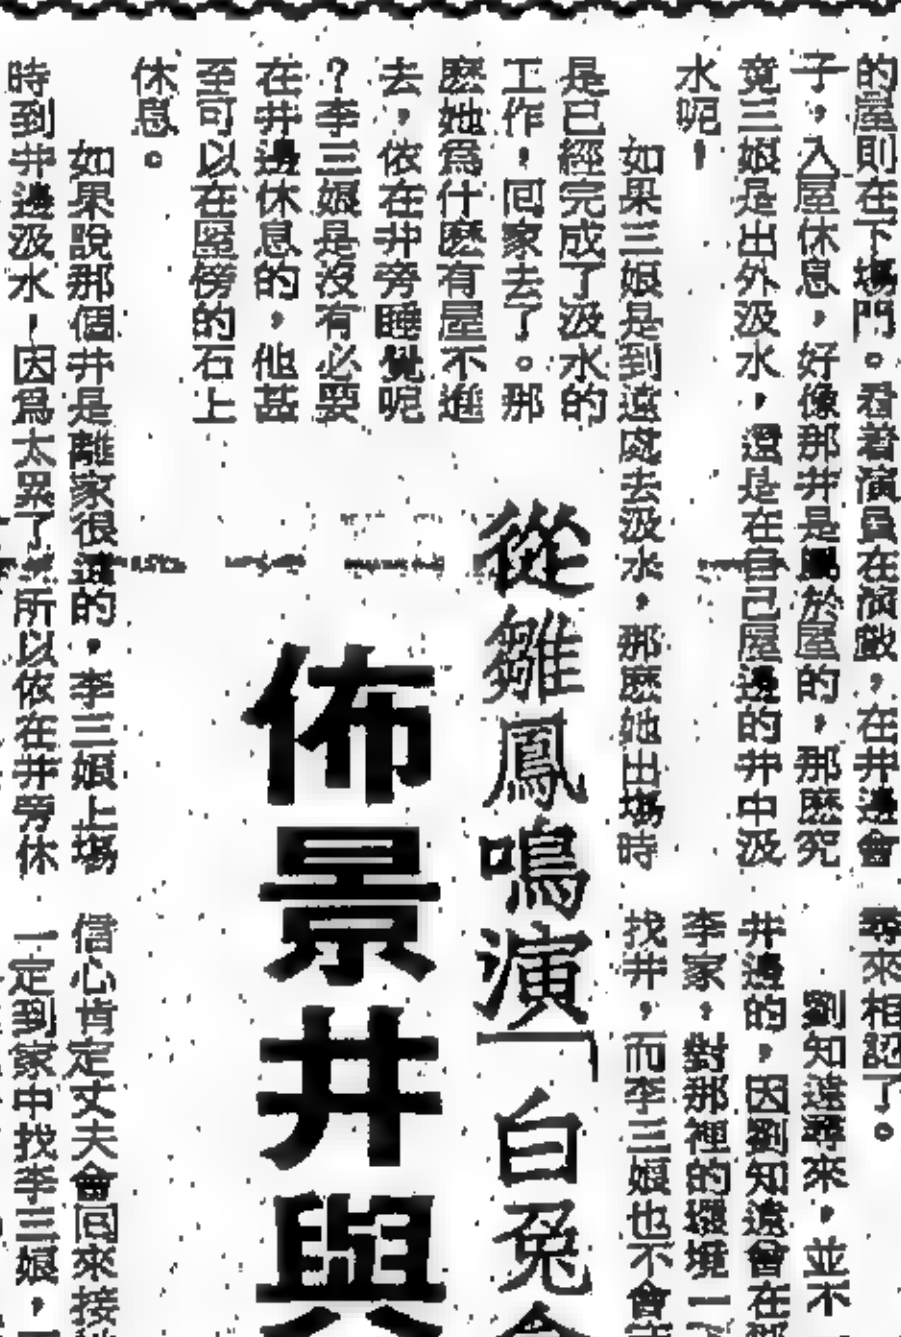 的屋則在下場門。看着演員在演戲，在井邊會
子，入屋休息，好像那井是屬於屋的，那麽究
竟三娘是出外汲水，還是在自己屋邊的井中汲
水呢，
如果三娘是到遠處去汲水，那麽她出場時
是已經完成了汲水的
工作，囘家去了。那
麽她爲什麽有屋不進
去，依在井旁睡覺呢
？李三娘是沒有必要
在井邊休息的，他甚
至可以在屋傍的石上
休息。
如果說那個井是離家很遠的，李三娘上場
時到井邊汲水，因爲太累了，所以依在井旁休
從雛鳳鳴演「白兔會
佈景井與
尋來相認了。
劉知遠尋來，並不
井邊的，因劉知遠會在
李家，對那裡的環境一
找井，而李三娘也不會
信心肯定丈夫會囘來接
一定到家中找李三娘，